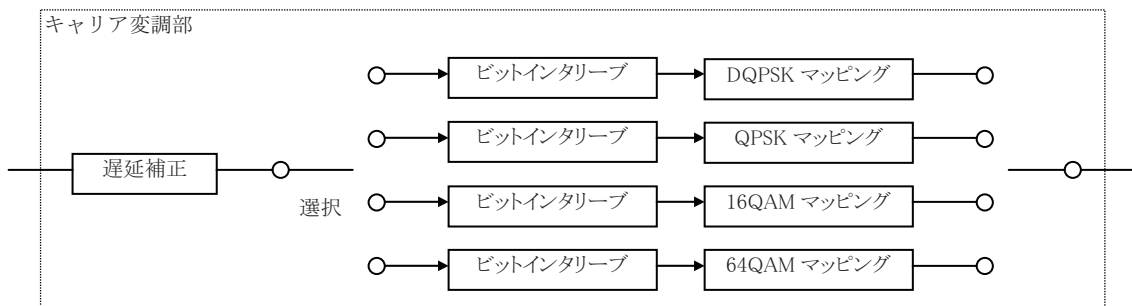 キャリア変調部
ビットインタリーブ
DQPSK マッピング
ビットインタリーブ
QPSK マッピング
遅延補正
選択
ビットインタリーブ
16QAM マッピング
ビットインタリーブ
64QAM マッピング